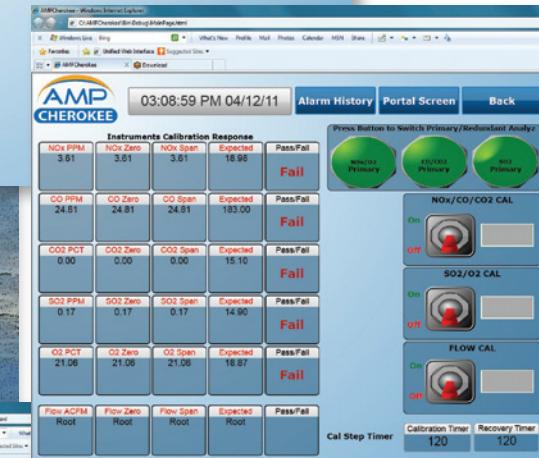 AMPCherokee - Windows Internet Explorer
C:\AMPCherokee\Bin\Debug\MainPage.html
Windows Live Bing What's New Profile Mail Photos Calendar MSN Share
Favorites Unified Web Interface Suggested Sites
AMPCherokee Download
AMP
CHEROKEE
03:08:59 PM 04/12/11 Alarm History Portal Screen Back
Instruments Calibration Response
Press Button to Switch Primary/Redundant Analyz
NOx PPM NOx Zero NOx Span Expected Pass/Fail
3.61 3.61 3.61 18.98
Fail
NOx/O2 Primary CO/CO2 Primary SO2 Primary
CO PPM CO Zero CO Span Expected Pass/Fail
24.81 24.81 24.81 183.00
Fail
NOx/CO/CO2 CAL
On
Off
CO2 PCT CO2 Zero CO2 Span Expected Pass/Fail
0.00 0.00 0.00 15.10
Fail
SO2 PPM SO2 Zero SO2 Span Expected Pass/Fail
0.17 0.17 0.17 14.90
Fail
SO2/O2 CAL
On
Off
O2 PCT O2 Zero O2 Span Expected Pass/Fail
21.06 21.06 21.06 18.87
Fail
FLOW CAL
On
Off
Flow ACFM Flow Zero Flow Span Expected Pass/Fail
Root Root Root Root
Cal Step Timer
Calibration Timer Recovery Timer
120 120